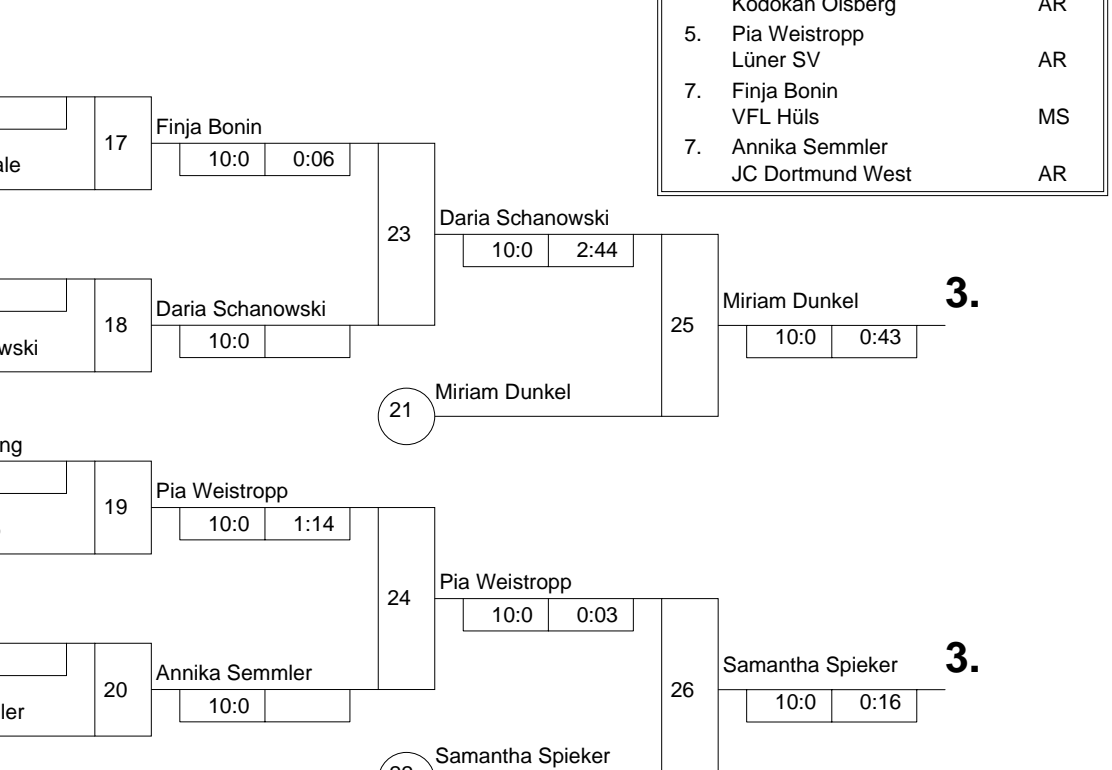 Kodokan Olsberg AR
5. Pia Weistropp
Lüner SV AR
7. Finja Bonin
VFL Hüls MS
7. Annika Semmler
JC Dortmund West AR
17 Finja Bonin
10:0 0:06
23 Daria Schanowski
10:0 2:44
18 Daria Schanowski
10:0
25 Miriam Dunkel 3.
10:0 0:43
21 Miriam Dunkel
19 Pia Weistropp
10:0 1:14
24 Pia Weistropp
10:0 0:03
20 Annika Semmler
10:0
26 Samantha Spieker 3.
10:0 0:16
Samantha Spieker